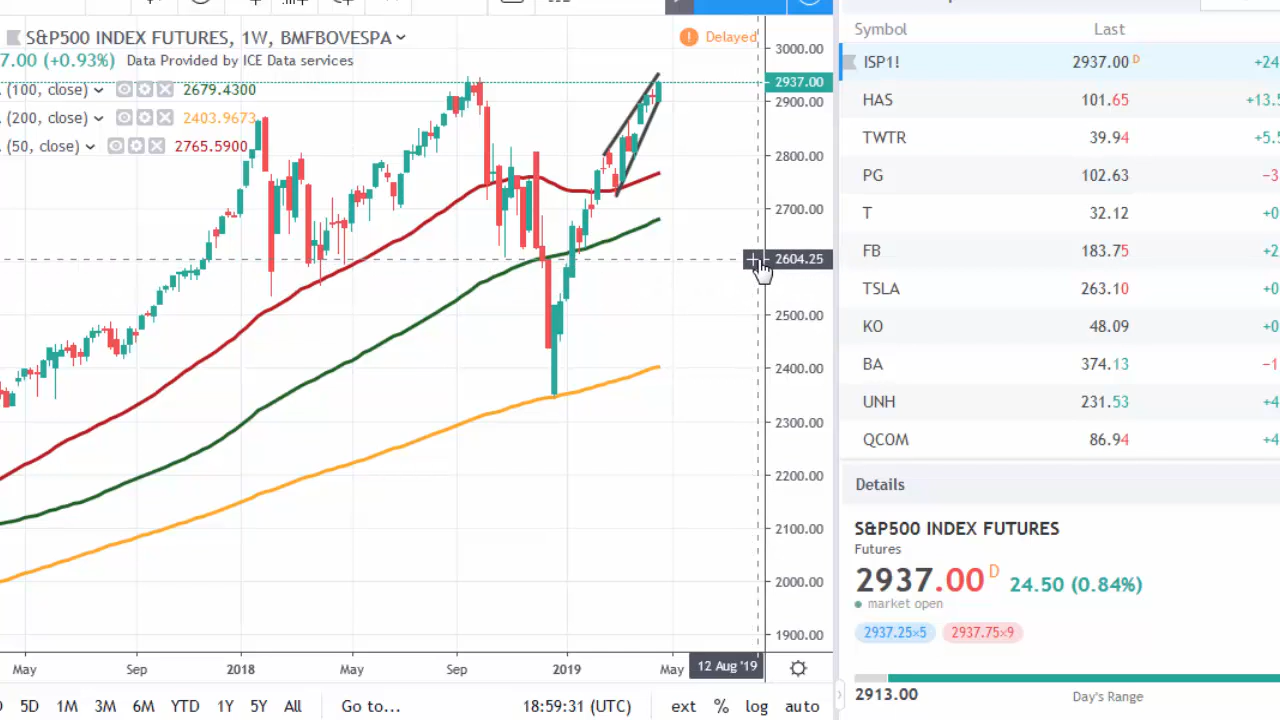 S&P500 INDEX FUTURES, 1W, BMFBOVESPA
Delayed
7.00 (+0.93%) Data Provided by ICE Data services
(100, close) 2679.4300
(200, close) 2403.9673
(50, close) 2765.5900
3000.00
2937.00
2900.00
2800.00
2700.00
2604.25
2500.00
2400.00
2300.00
2200.00
2100.00
2000.00
1900.00
May Sep 2018 May Sep 2019 May 12 Aug '19
5D 1M 3M 6M YTD 1Y 5Y All Go to... 18:59:31 (UTC) ext % log auto
Symbol Last
ISP1! 2937.00 D +24
HAS 101.65 +13.5
TWTR 39.94 +5.5
PG 102.63 −3
T 32.12 +0
FB 183.75 +2
TSLA 263.10 +0
KO 48.09 +0
BA 374.13 −1
UNH 231.53 +4
QCOM 86.94 +4
Details
S&P500 INDEX FUTURES
Futures
2937.00 D 24.50 (0.84%)
market open
2937.25×5 2937.75×9
2913.00 Day's Range